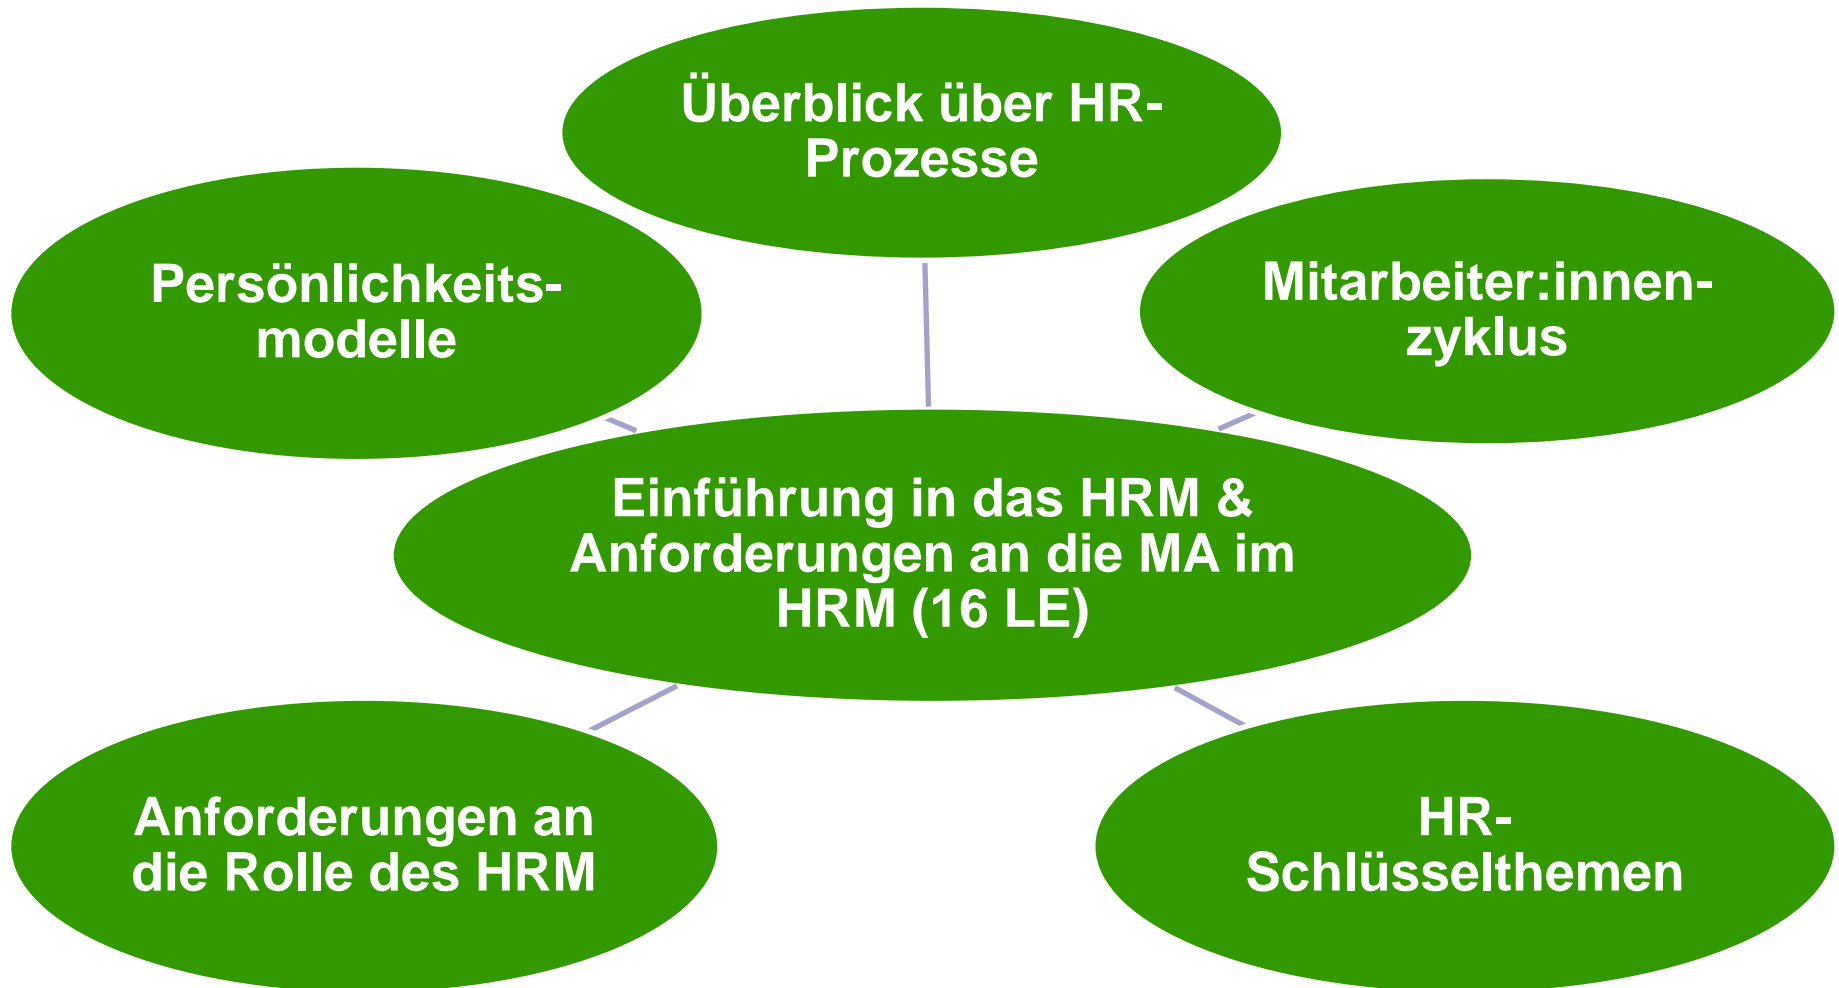 Überblick über HR-
Prozesse
Persönlichkeits-
modelle
Mitarbeiter:innen-
zyklus
Einführung in das HRM &
Anforderungen an die MA im
HRM (16 LE)
Anforderungen an
die Rolle des HRM
HR-
Schlüsselthemen